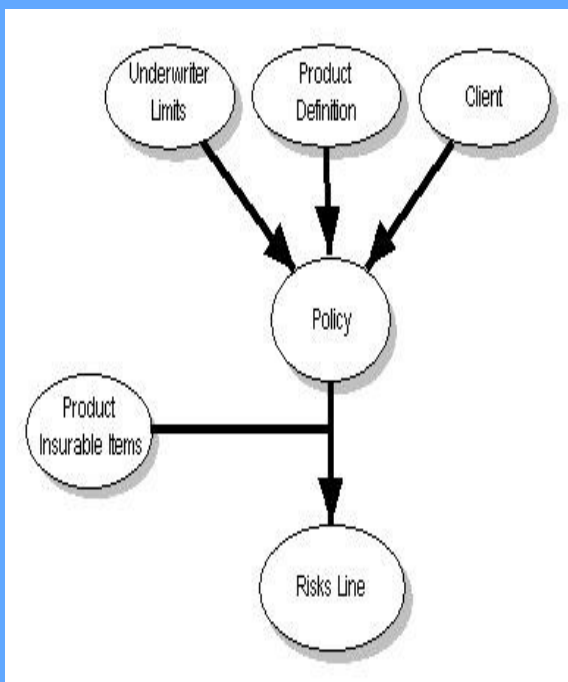 Underwriter
Limits
Product
Definition
Client
Policy
Product
Insurable Items
Risks Line